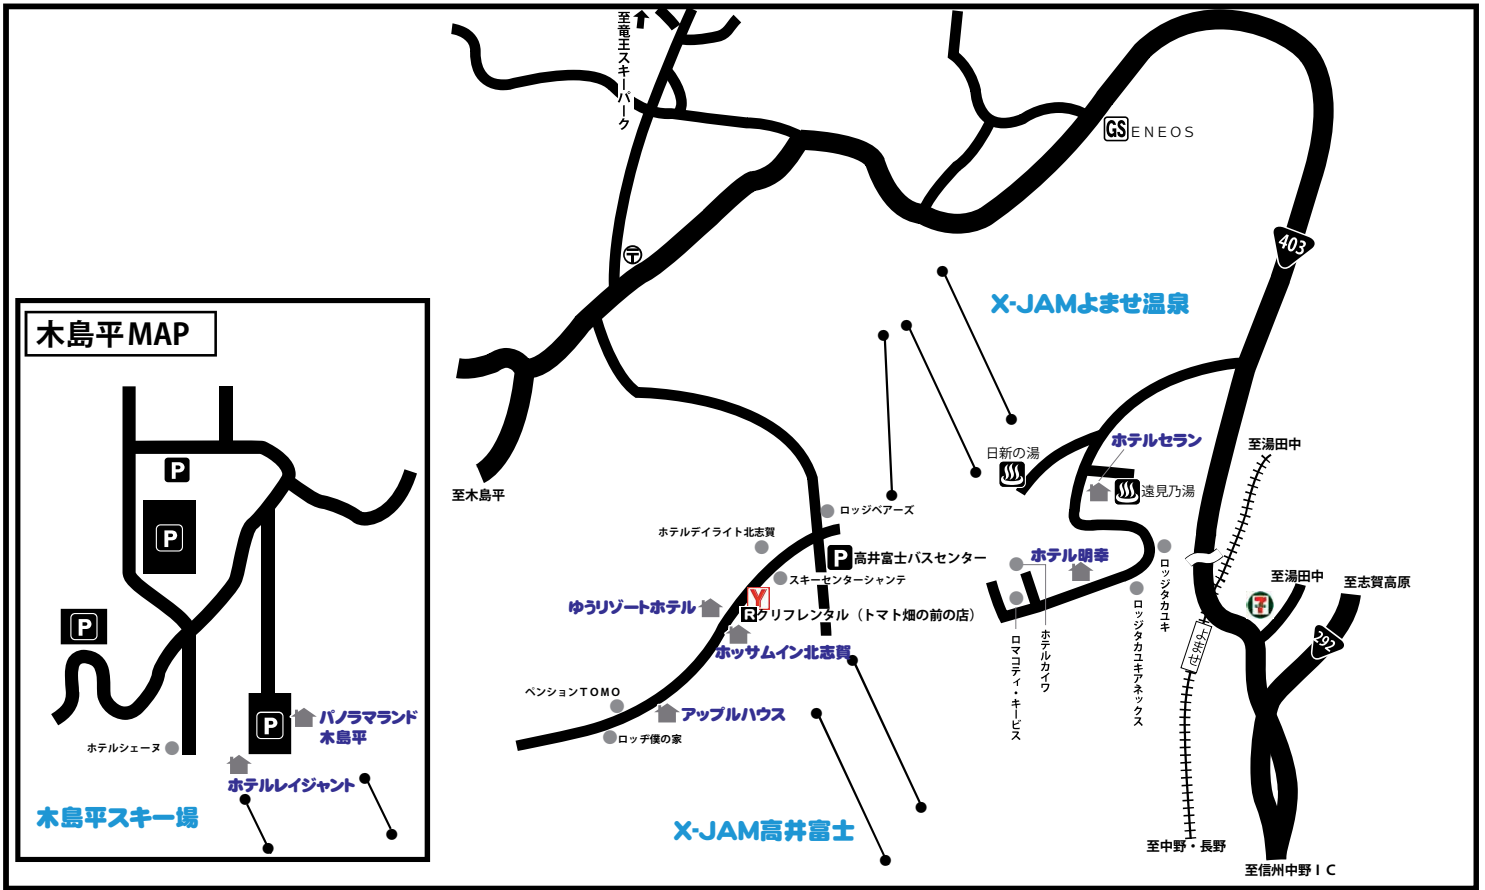 至竜王スキーパーク
GS ENEOS
403
〒
X-JAMよませ温泉
木島平MAP
至木島平
日新の湯
ホテルセラン
遠見乃湯
至湯田中
ロッジベアーズ
ホテルデイライト北志賀
P 高井富士バスセンター
スキーセンターシャンテ
ゆうリゾートホテル
Y
R クリフレンタル（トマト畑の前の店）
ホッサムイン北志賀
ホテル明幸
ロッジタカユキ
ロッジタカユキアネックス
ホテルカイワ
ロマコティ・キービス
至湯田中
至志賀高原
7
292
よませ
ペンションTOMO
アップルハウス
ロッヂ僕の家
X-JAM高井富士
至中野・長野
至信州中野IC
P
P
P
P
パノラマランド
木島平
ホテルシェーヌ
ホテルレイジャント
木島平スキー場